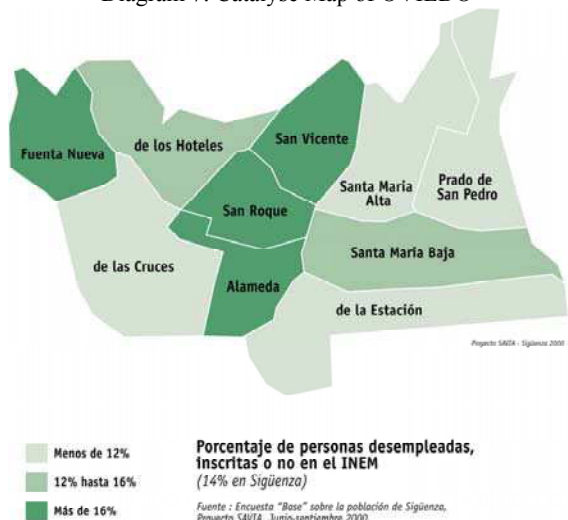 Diagram 7. Catalyse Map of OVIEDO
Fuenta Nueva
de los Hoteles
San Vicente
San Roque
Santa Maria
Alta
Prado de
San Pedro
de las Cruces
Alameda
Santa Maria Baja
de la Estación
Proyecto SAVIA - Sigüenza 2000
Menos de 12%
12% hasta 16%
Más de 16%
Porcentaje de personas desempleadas,
inscritas o no en el INEM
(14% en Sigüenza)
Fuente : Encuesta "Base" sobre la población de Sigüenza,
Proyecto SAVIA, Junio-septiembre 2000